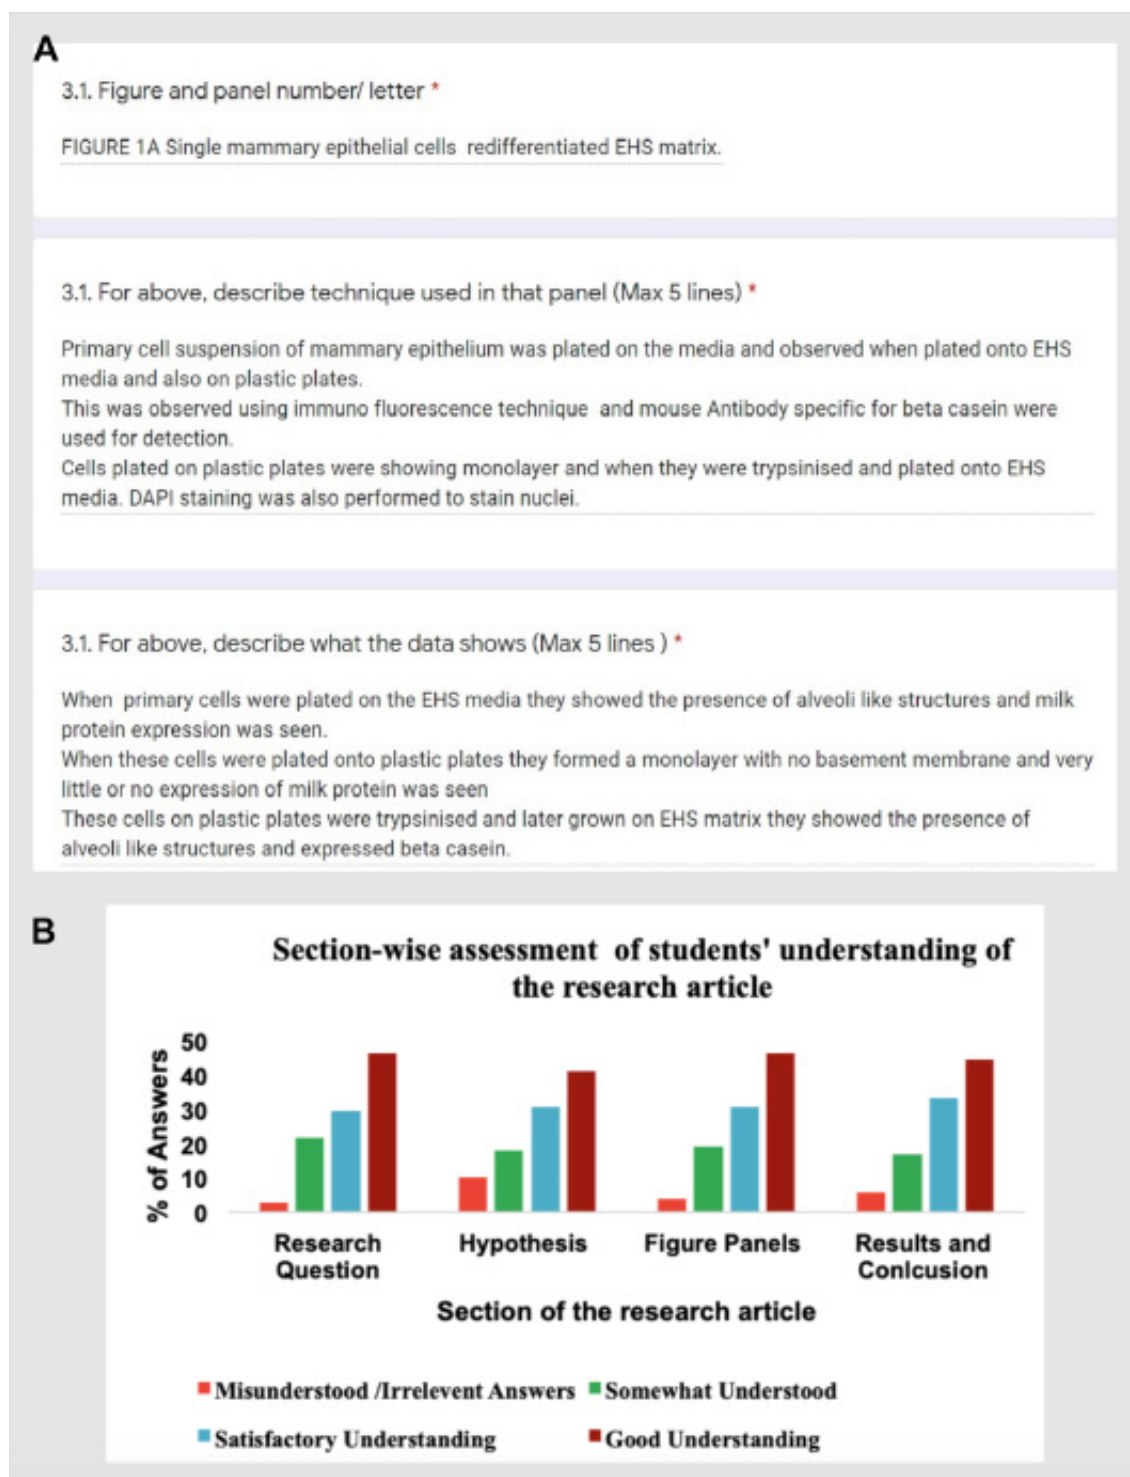 A
3.1. Figure and panel number/ letter *
FIGURE 1A Single mammary epithelial cells redifferentiated EHS matrix.
3.1. For above, describe technique used in that panel (Max 5 lines) *
Primary cell suspension of mammary epithelium was plated on the media and observed when plated onto EHS
media and also on plastic plates.
This was observed using immuno fluorescence technique and mouse Antibody specific for beta casein were
used for detection.
Cells plated on plastic plates were showing monolayer and when they were trypsinised and plated onto EHS
media. DAPI staining was also performed to stain nuclei.
3.1. For above, describe what the data shows (Max 5 lines ) *
When primary cells were plated on the EHS media they showed the presence of alveoli like structures and milk
protein expression was seen.
When these cells were plated onto plastic plates they formed a monolayer with no basement membrane and very
little or no expression of milk protein was seen
These cells on plastic plates were trypsinised and later grown on EHS matrix they showed the presence of
alveoli like structures and expressed beta casein.
B
Section-wise assessment of students' understanding of
the research article
% of Answers
50
40
30
20
10
0
Research Question
Hypothesis
Figure Panels
Results and Conlcusion
Section of the research article
Misunderstood /Irrelevent Answers
Somewhat Understood
Satisfactory Understanding
Good Understanding